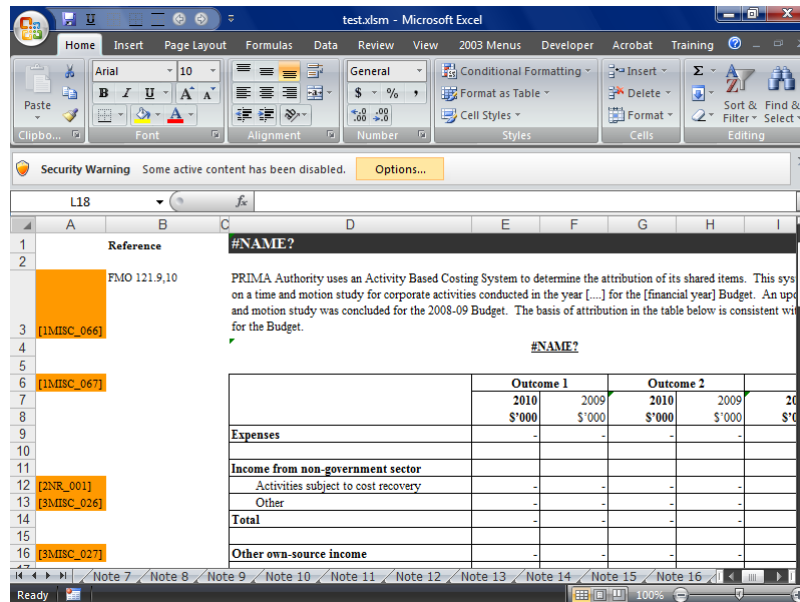 test.xlsm - Microsoft Excel
Home Insert Page Layout Formulas Data Review View 2003 Menus Developer Acrobat Training
Arial 10 General Conditional Formatting Insert Σ
Paste B I U A A $ % , Format as Table Delete Sort & Find &
Cell Styles Format Filter Select
Clipbo... Font Alignment Number Styles Cells Editing
Security Warning Some active content has been disabled. Options...
L18 fx
A B C D E F G H I
1 Reference #NAME?
2
FMO 121.9,10 PRIMA Authority uses an Activity Based Costing System to determine the attribution of its shared items. This sys
on a time and motion study for corporate activities conducted in the year [....] for the [financial year] Budget. An upd
and motion study was concluded for the 2008-09 Budget. The basis of attribution in the table below is consistent wit
3 [1MISC_066] for the Budget.
4 #NAME?
5
6 [1MISC_067] Outcome 1 Outcome 2
7 2010 2009 2010 2009 20
8 $'000 $'000 $'000 $'000 $'0
9 Expenses - - - -
10
11 Income from non-government sector
12 [2NR_001] Activities subject to cost recovery - - - -
13 [3MISC_026] Other - - - -
14 Total - - - -
15
16 [3MISC_027] Other own-source income - - - -
Note 7 Note 8 Note 9 Note 10 Note 11 Note 12 Note 13 Note 14 Note 15 Note 16
Ready 100%